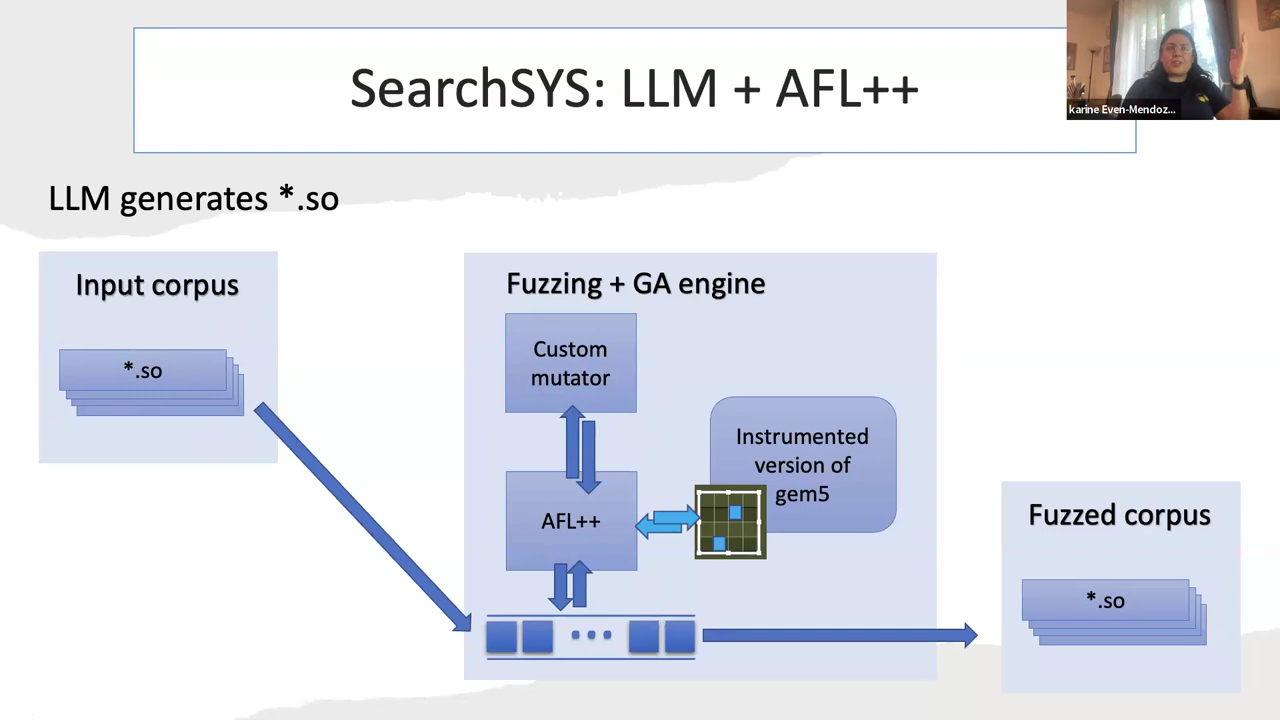 SearchSYS: LLM + AFL++
karine Even-Mendoz...
LLM generates *.so
Input corpus
*.so
Fuzzing + GA engine
Custom
mutator
Instrumented
version of
gem5
AFL++
Fuzzed corpus
*.so